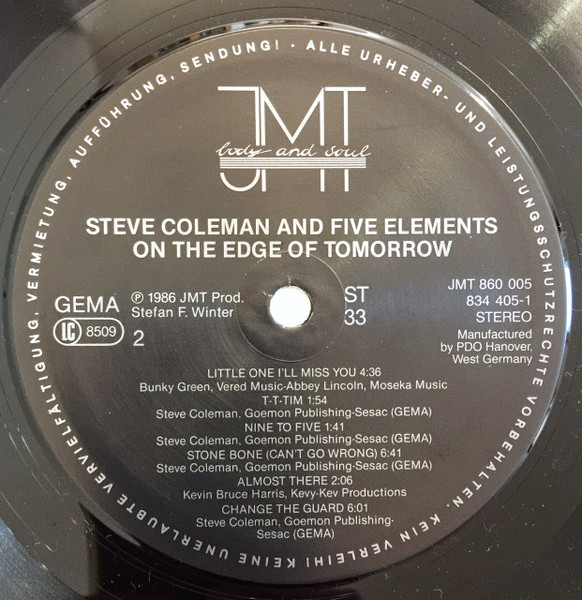 KEINE UNERLAUBTE VERVIELFÄLTIGUNG, VERMIETUNG, AUFFÜHRUNG, SENDUNG! · ALLE URHEBER- UND LEISTUNGSSCHUTZRECHTE VORBEHALTEN. KEIN VERLEIH!
JMT
body and soul
STEVE COLEMAN AND FIVE ELEMENTS
ON THE EDGE OF TOMORROW
GEMA
LC 8509
℗ 1986 JMT Prod.
Stefan F. Winter
2
ST
33
JMT 860 005
834 405-1
STEREO
Manufactured
by PDO Hanover,
West Germany
LITTLE ONE I'LL MISS YOU 4:36
Bunky Green, Vered Music-Abbey Lincoln, Moseka Music
T-T-TIM 1:54
Steve Coleman, Goemon Publishing-Sesac (GEMA)
NINE TO FIVE 1:41
Steve Coleman, Goemon Publishing-Sesac (GEMA)
STONE BONE (CAN'T GO WRONG) 6:41
Steve Coleman, Goemon Publishing-Sesac (GEMA)
ALMOST THERE 2:06
Kevin Bruce Harris, Kevy-Kev Productions
CHANGE THE GUARD 6:01
Steve Coleman, Goemon Publishing-
Sesac (GEMA)